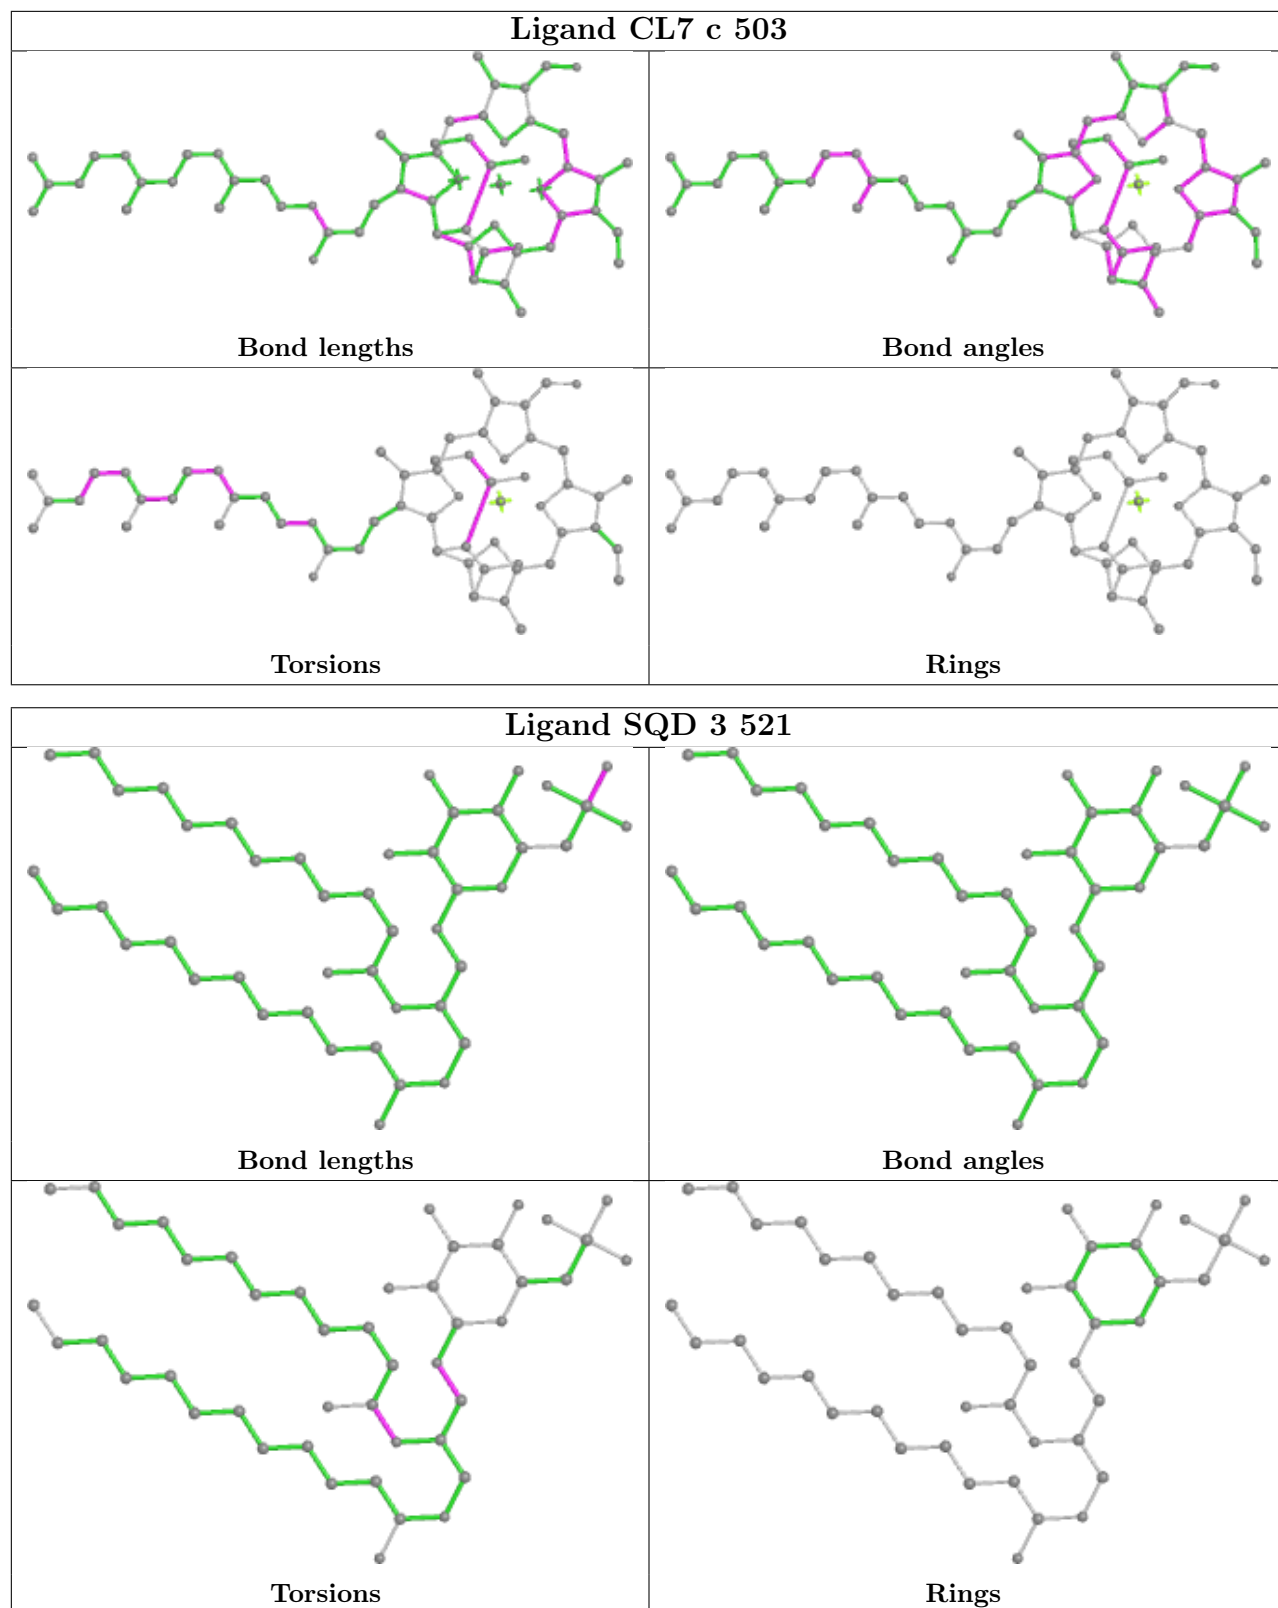 Ligand CL7 c 503
Bond lengths
Bond angles
Torsions
Rings
Ligand SQD 3 521
Bond lengths
Bond angles
Torsions
Rings